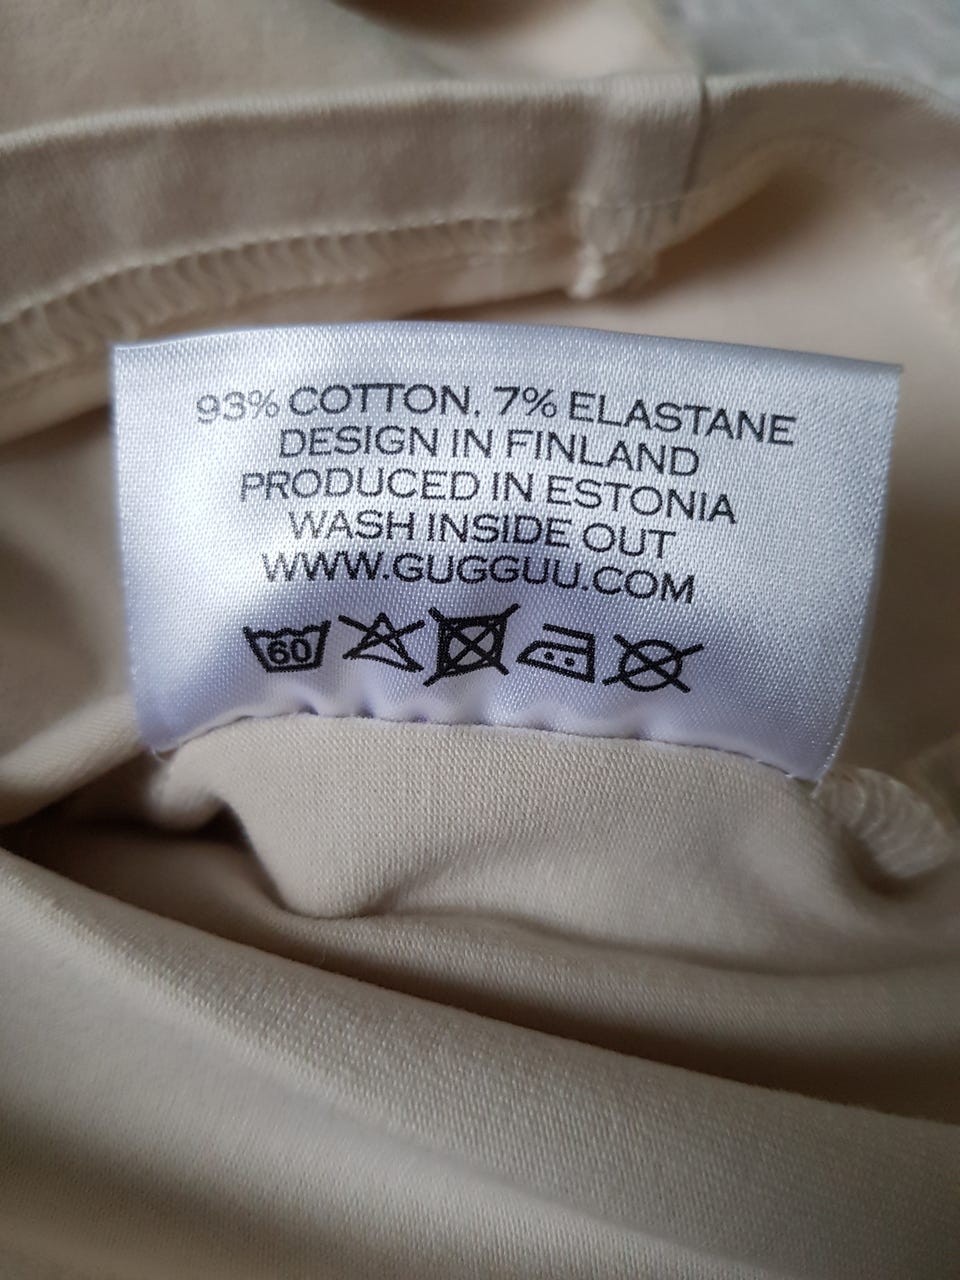 93% COTTON, 7% ELASTANE
DESIGN IN FINLAND
PRODUCED IN ESTONIA
WASH INSIDE OUT
WWW.GUGGUU.COM
60